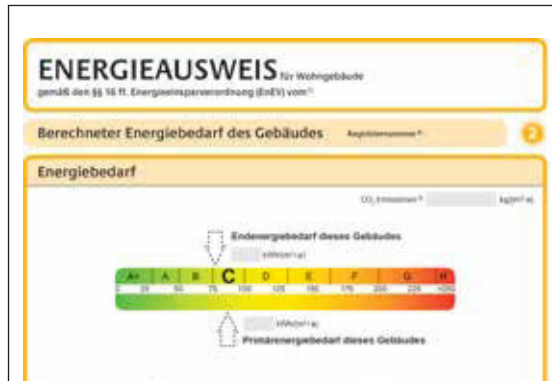 ENERGIEAUSWEIS für Wohngebäude
gemäß den §§ 16 ff. Energieeinsparverordnung (EnEV) vom
Berechneter Energiebedarf des Gebäudes Registriernummer 2
Energiebedarf
CO₂-Emissionen kg/(m²·a)
Endenergiebedarf dieses Gebäudes
kWh/(m²·a)
A+ A B C D E F G H
0 25 50 75 100 125 150 175 200 225 >250
kWh/(m²·a)
Primärenergiebedarf dieses Gebäudes